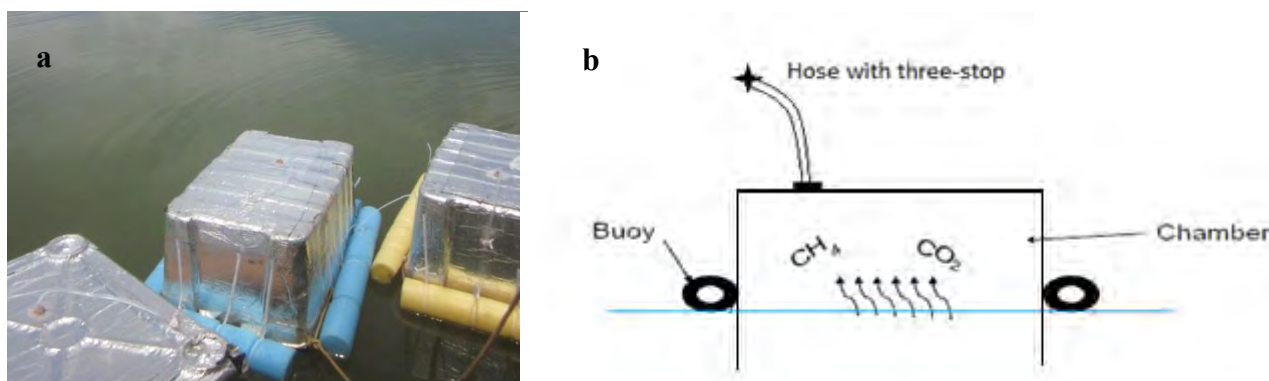 a
b
Hose with three-stop
Buoy
CH₄
CO₂
Chamber